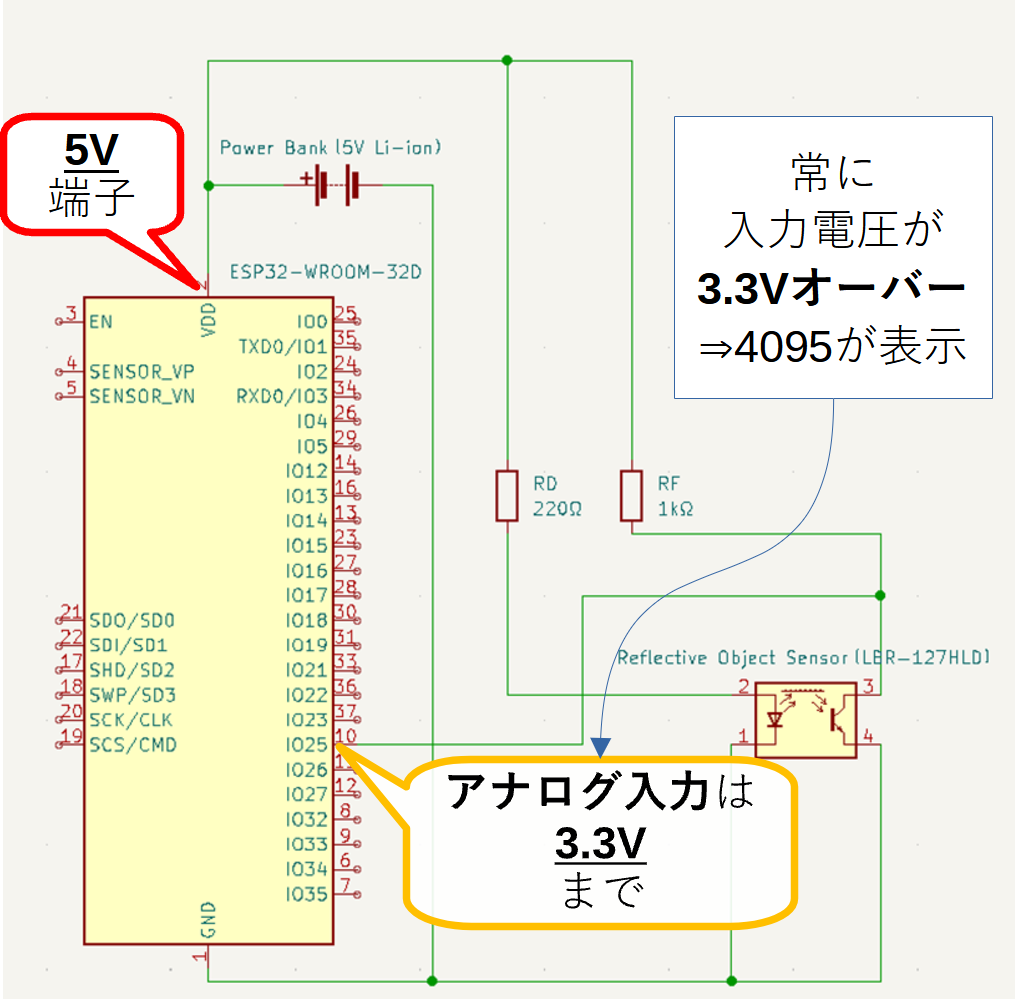 5V
端子
Power Bank(5V Li-ion)
常に
入力電圧が
3.3Vオーバー
⇒4095が表示
ESP32-WROOM-32D
2
VDD
3
EN
4
SENSOR_VP
5
SENSOR_VN
21
SDO/SD0
22
SDI/SD1
17
SHD/SD2
18
SWP/SD3
20
SCK/CLK
19
SCS/CMD
IO0
25
TXD0/IO1
35
IO2
24
RXD0/IO3
34
IO4
26
IO5
29
IO12
14
IO13
16
IO14
13
IO15
23
IO16
27
IO17
28
IO18
30
IO19
31
IO21
33
IO22
36
IO23
37
IO25
10
IO26
IO27
12
IO32
8
IO33
9
IO34
6
IO35
7
GND
1
RD
220Ω
RF
1kΩ
Reflective Object Sensor(LBR-127HLD)
2
3
1
4
アナログ入力は
3.3V
まで